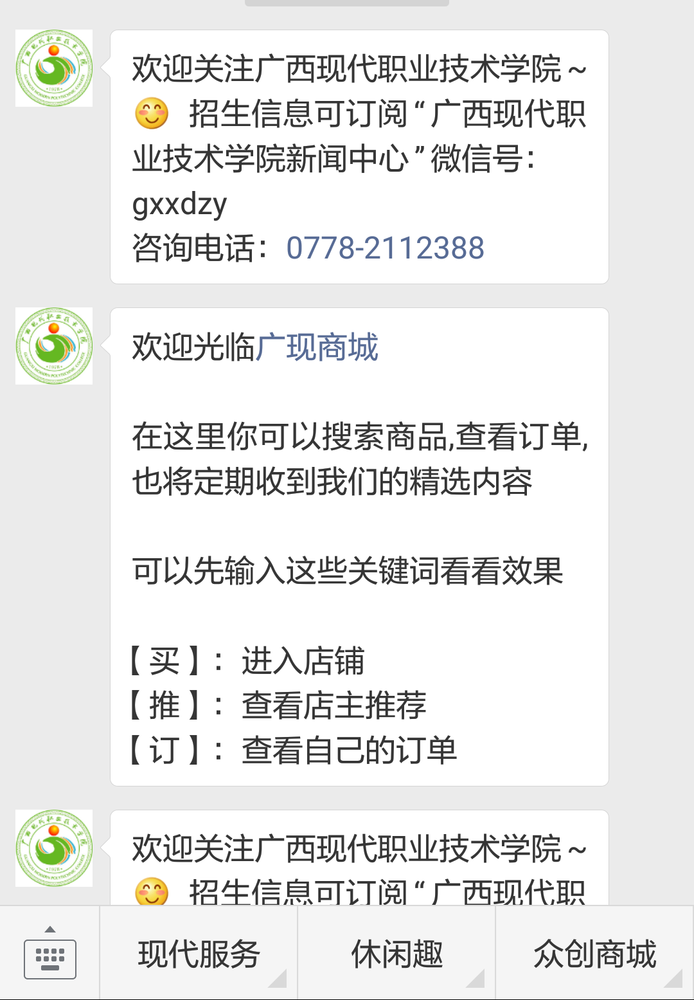 欢迎关注广西现代职业技术学院~
😊 招生信息可订阅“广西现代职
业技术学院新闻中心”微信号：
gxxdzy
咨询电话：0778-2112388
欢迎光临广现商城
在这里你可以搜索商品,查看订单,
也将定期收到我们的精选内容
可以先输入这些关键词看看效果
【买】：进入店铺
【推】：查看店主推荐
【订】：查看自己的订单
欢迎关注广西现代职业技术学院~
😊 招生信息可订阅“广西现代职
现代服务
休闲趣
众创商城